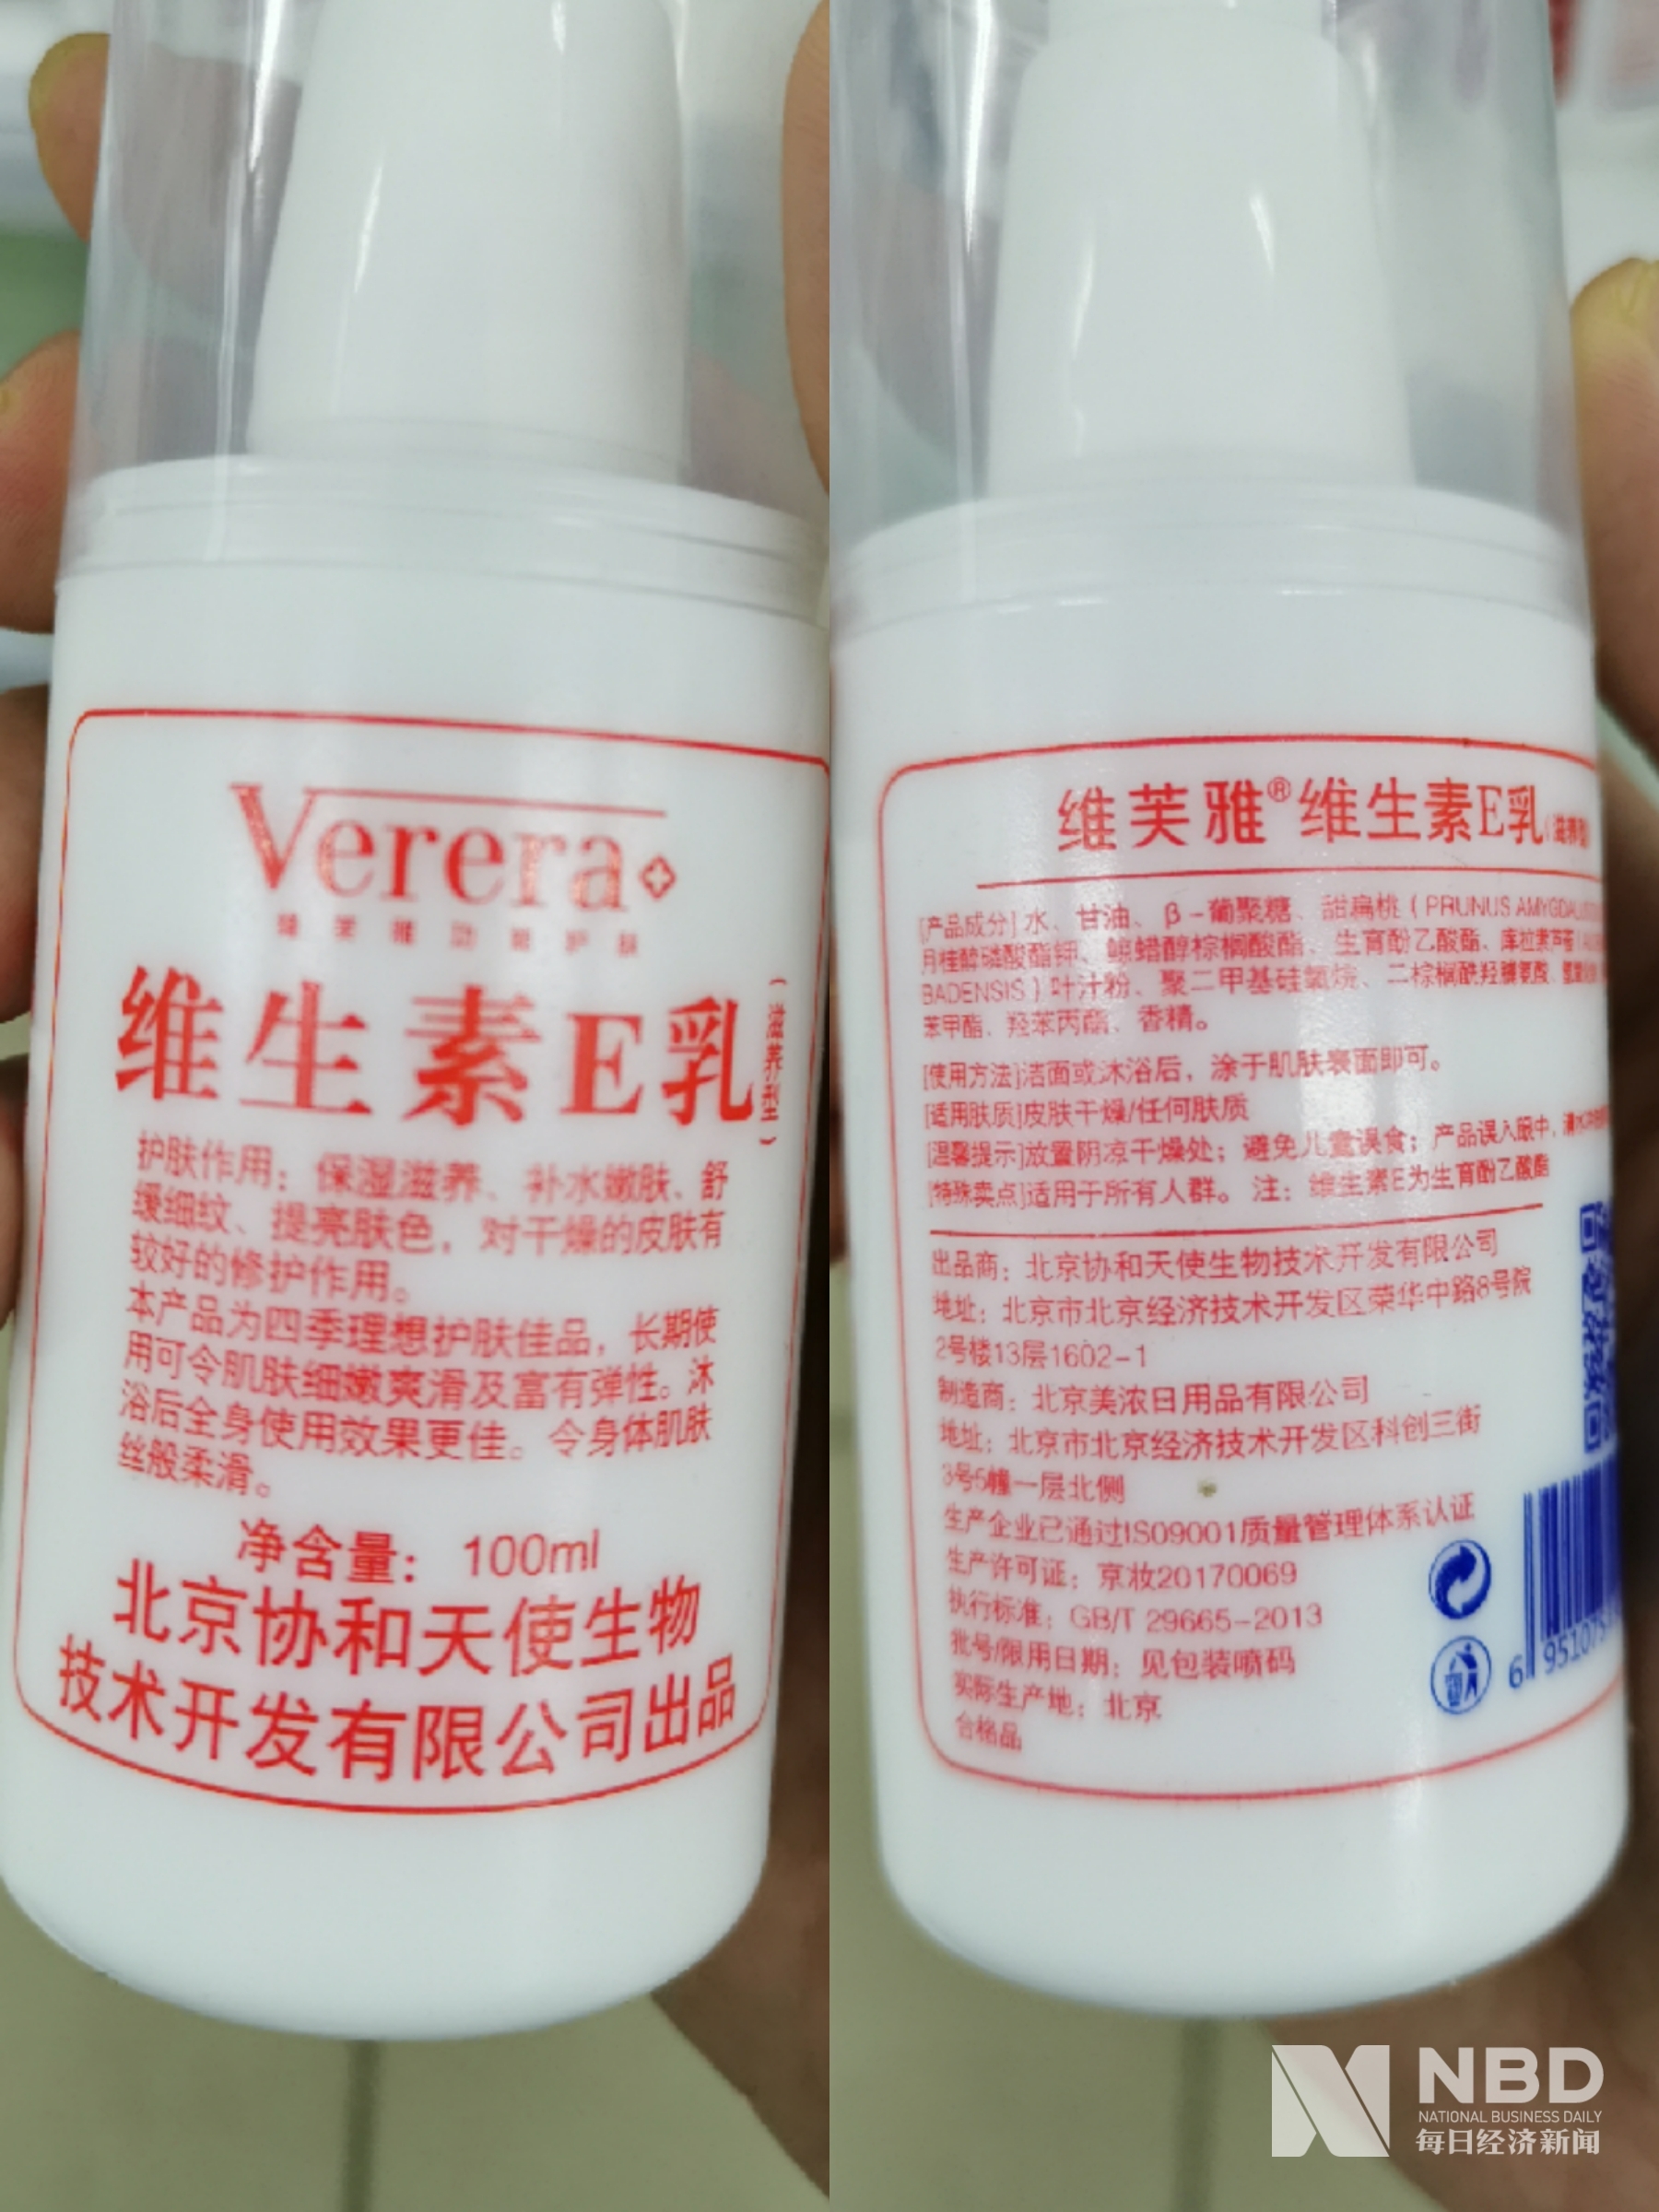 Verera
维芙雅功能护肤
维生素E乳
(滋养型)
护肤作用：保湿滋养、补水嫩肤、舒
缓细纹、提亮肤色，对干燥的皮肤有
较好的修护作用。
本产品为四季理想护肤佳品，长期使
用可令肌肤细嫩爽滑及富有弹性。沐
浴后全身使用效果更佳。令身体肌肤
丝般柔滑。
净含量：100ml
北京协和天使生物
技术开发有限公司出品
维芙雅®维生素E乳(滋养型
[产品成分]水、甘油、β-葡聚糖、甜扁桃(PRUNUS AMYGDALUS
月桂醇磷酸酯钾、鲸蜡醇棕榈酸酯、生育酚乙酸酯、库拉索芦荟
BADENSIS)叶汁粉、聚二甲基硅氧烷、二棕榈酰羟脯氨酸、
苯甲酯、羟苯丙酯、香精。
[使用方法]洁面或沐浴后，涂于肌肤表面即可。
[适用肤质]皮肤干燥/任何肤质
[温馨提示]放置阴凉干燥处；避免儿童误食；产品误入眼中，
[特殊卖点]适用于所有人群。注：维生素E为生育酚乙酸酯
出品商：北京协和天使生物技术开发有限公司
地址：北京市北京经济技术开发区荣华中路8号院
2号楼13层1602-1
制造商：北京美浓日用品有限公司
地址：北京市北京经济技术开发区科创三街
3号5幢一层北侧
生产企业已通过ISO9001质量管理体系认证
生产许可证：京妆20170069
执行标准：GB/T 29665-2013
批号/限用日期：见包装喷码
实际生产地：北京
合格品
6 951075
NBD
NATIONAL BUSINESS DAILY
每日经济新闻